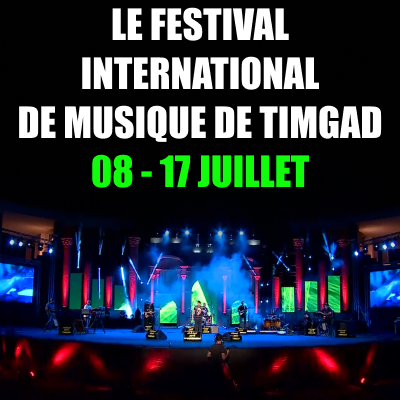 LE FESTIVAL
INTERNATIONAL
DE MUSIQUE DE TIMGAD
08 - 17 JUILLET